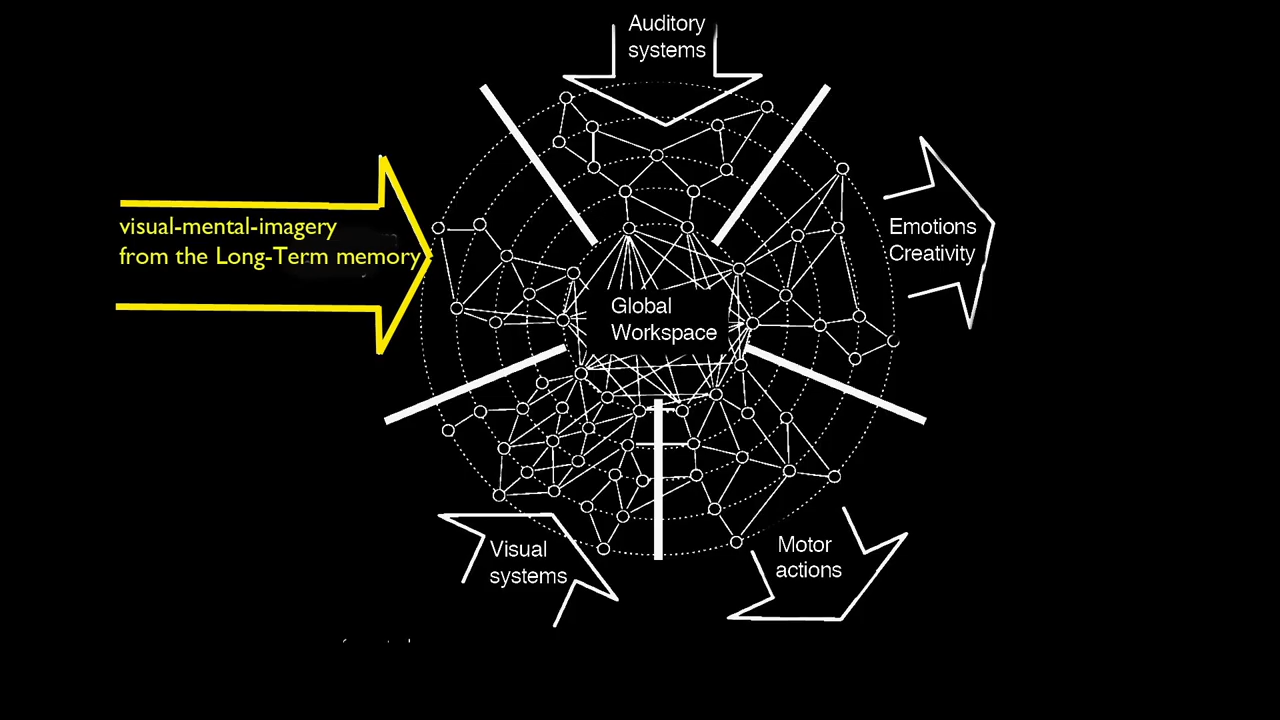 Auditory
systems
visual-mental-imagery
from the Long-Term memory
Emotions
Creativity
Global
Workspace
Visual
systems
Motor
actions